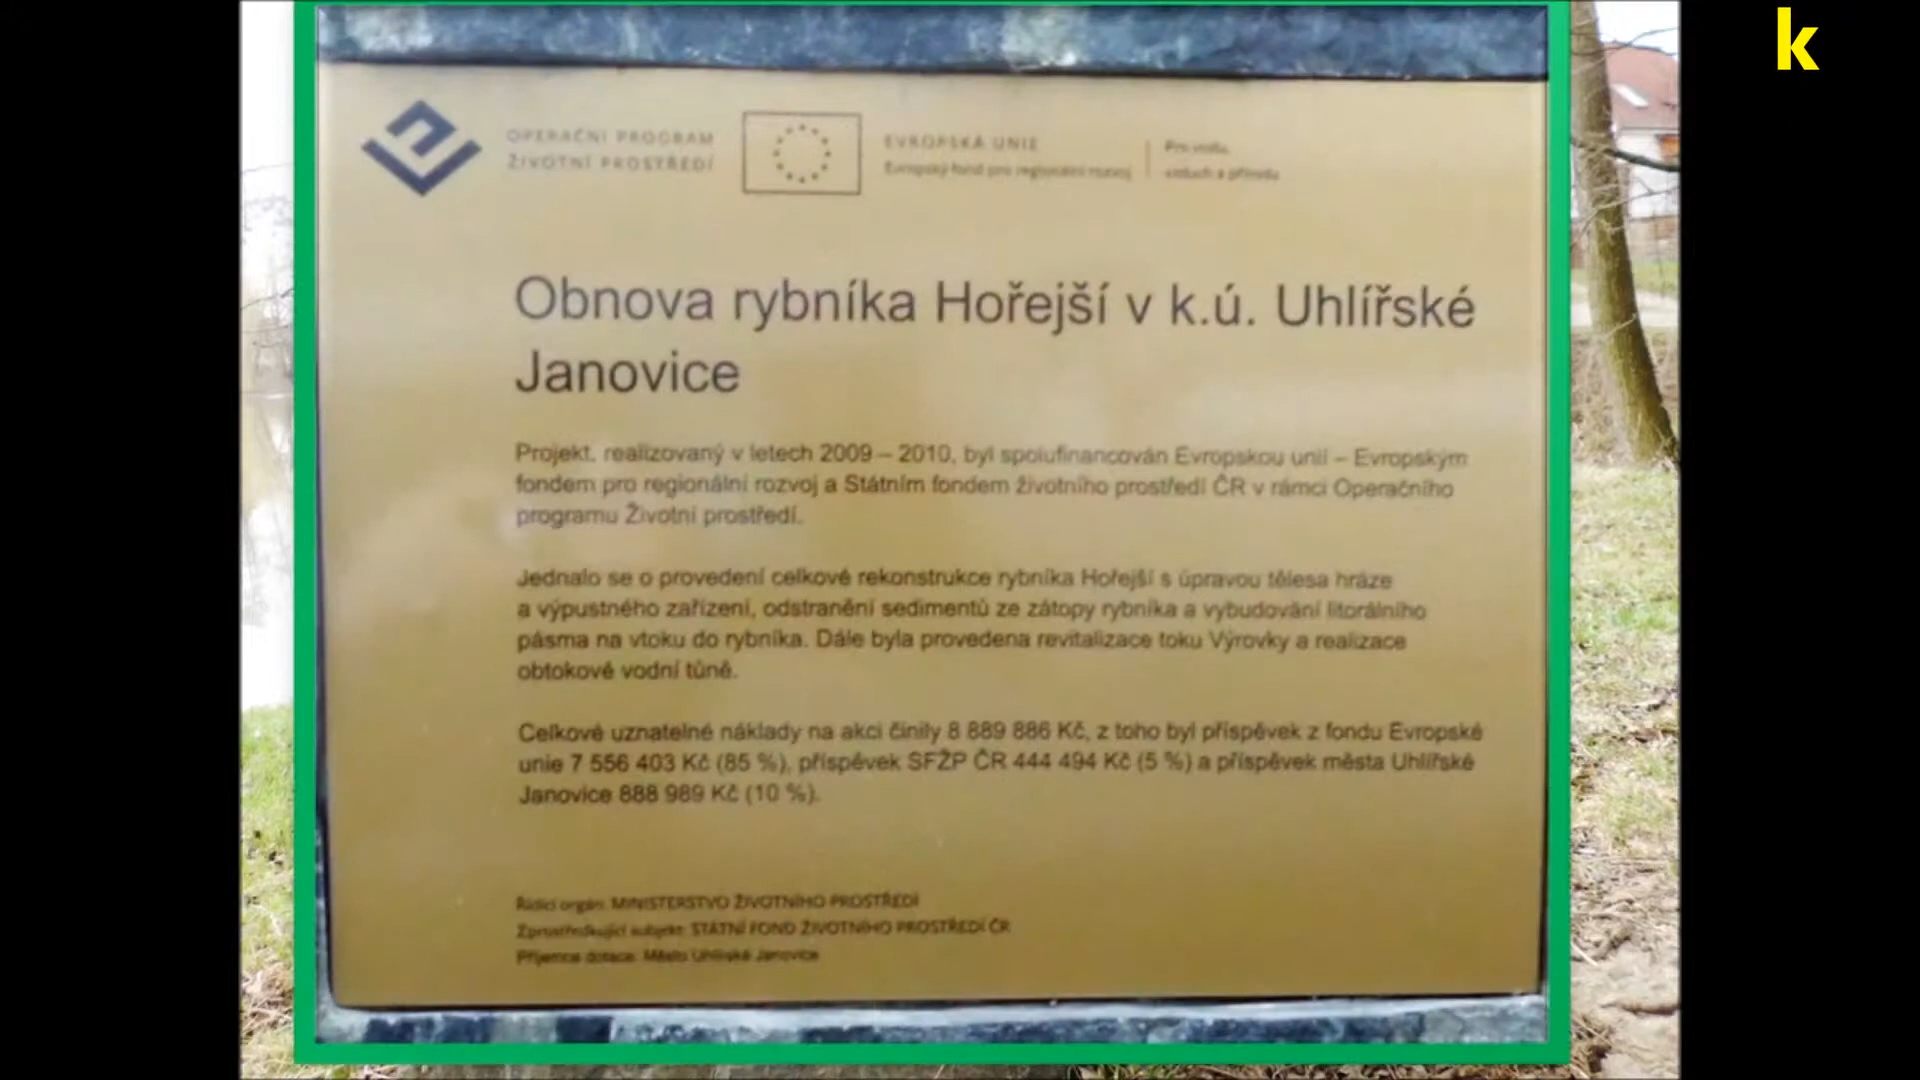 k
OPERAČNÍ PROGRAM
ŽIVOTNÍ PROSTŘEDÍ
EVROPSKÁ UNIE
Evropský fond pro regionální rozvoj
Pro vodu,
vzduch a přírodu
Obnova rybníka Hořejší v k.ú. Uhlířské
Janovice
Projekt, realizovaný v letech 2009 – 2010, byl spolufinancován Evropskou unií – Evropským
fondem pro regionální rozvoj a Státním fondem životního prostředí ČR v rámci Operačního
programu Životní prostředí.
Jednalo se o provedení celkové rekonstrukce rybníka Hořejší s úpravou tělesa hráze
a výpustného zařízení, odstranění sedimentů ze zátopy rybníka a vybudování litorálního
pásma na vtoku do rybníka. Dále byla provedena revitalizace toku Výrovky a realizace
obtokové vodní tůně.
Celkové uznatelné náklady na akci činily 8 889 886 Kč, z toho byl příspěvek z fondu Evropské
unie 7 556 403 Kč (85 %), příspěvek SFŽP ČR 444 494 Kč (5 %) a příspěvek města Uhlířské
Janovice 888 989 Kč (10 %).
Řídící orgán: MINISTERSTVO ŽIVOTNÍHO PROSTŘEDÍ
Zprostředkující subjekt: STÁTNÍ FOND ŽIVOTNÍHO PROSTŘEDÍ ČR
Příjemce dotace: Město Uhlířské Janovice